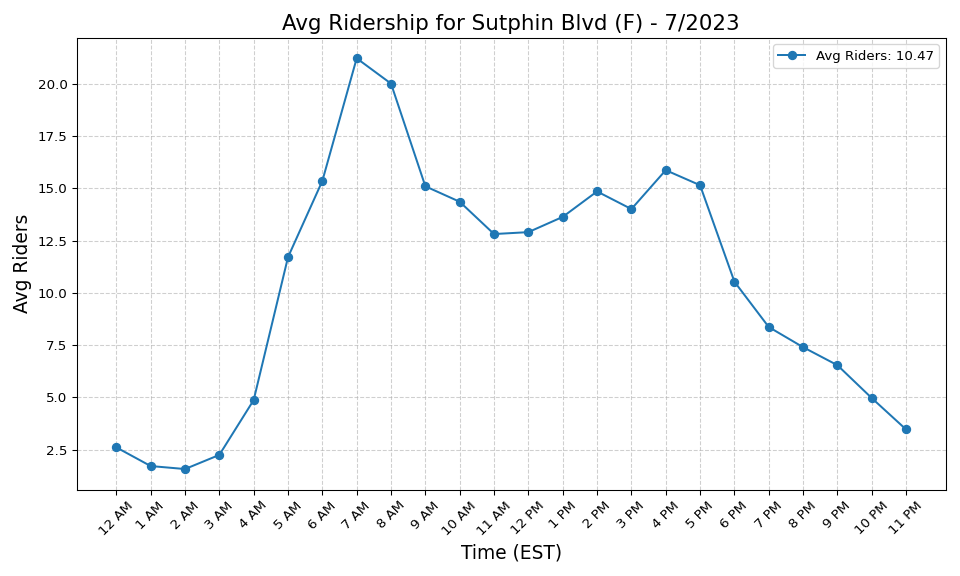 Avg Ridership for Sutphin Blvd (F) - 7/2023
Avg Riders: 10.47
Avg Riders
20.0
17.5
15.0
12.5
10.0
7.5
5.0
2.5
12 AM
1 AM
2 AM
3 AM
4 AM
5 AM
6 AM
7 AM
8 AM
9 AM
10 AM
11 AM
12 PM
1 PM
2 PM
3 PM
4 PM
5 PM
6 PM
7 PM
8 PM
9 PM
10 PM
11 PM
Time (EST)